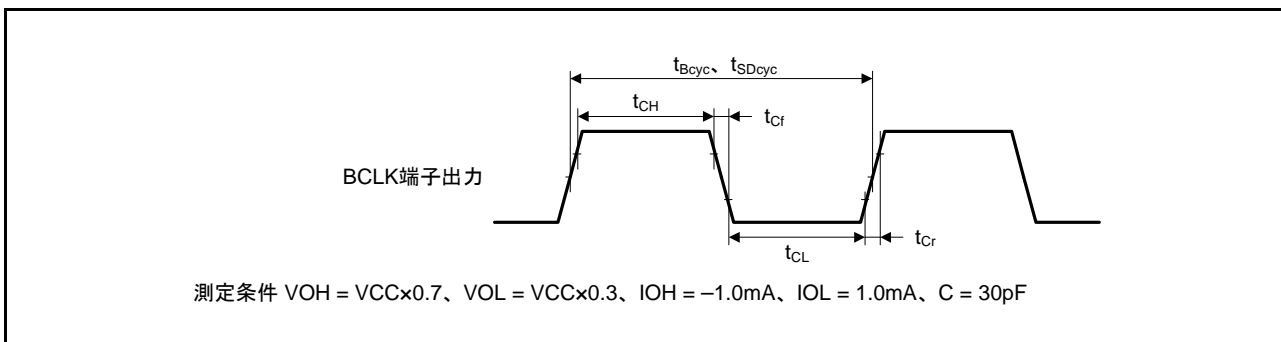 tBcyc、tSDcyc
tCH
tCf
BCLK端子出力
tCL
tCr
測定条件 VOH = VCC×0.7、VOL = VCC×0.3、IOH = –1.0mA、IOL = 1.0mA、C = 30pF